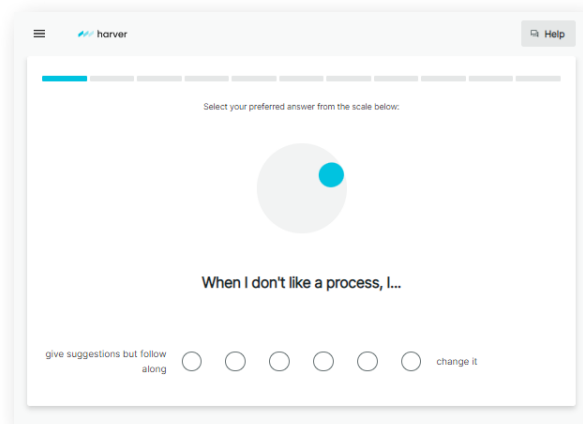 harver
Help
Select your preferred answer from the scale below:
When I don't like a process, I...
give suggestions but follow
along
change it